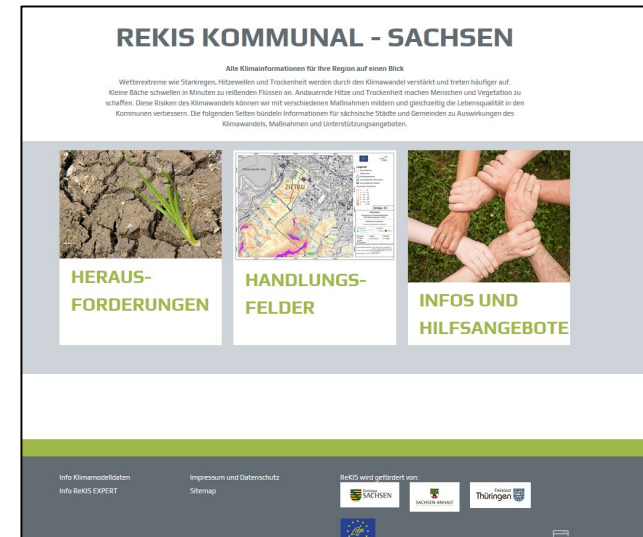 REKIS KOMMUNAL - SACHSEN
Alle Klimainformationen für Ihre Region auf einen Blick
Wetterextreme wie Starkregen, Hitzewellen und Trockenheit werden durch den Klimawandel verstärkt und treten häufiger auf.
Kleine Bäche schwellen in Minuten zu reißenden Flüssen an. Andauernde Hitze und Trockenheit machen Menschen und Vegetation zu
schaffen. Diese Risiken des Klimawandels können wir mit verschiedenen Maßnahmen mildern und gleichzeitig die Lebensqualität in den
Kommunen verbessern. Die folgenden Seiten bündeln Informationen für sächsische Städte und Gemeinden zu Auswirkungen des
Klimawandels, Maßnahmen und Unterstützungsangeboten.
ZITTAU
HERAUS-
FORDERUNGEN
HANDLUNGS-
FELDER
INFOS UND
HILFSANGEBOTE
Info Klimamodelldaten
Info ReKIS EXPERT
Impressum und Datenschutz
Sitemap
ReKIS wird gefördert von:
Freistaat
SACHSEN
SACHSEN-ANHALT
Freistaat
Thüringen
Life